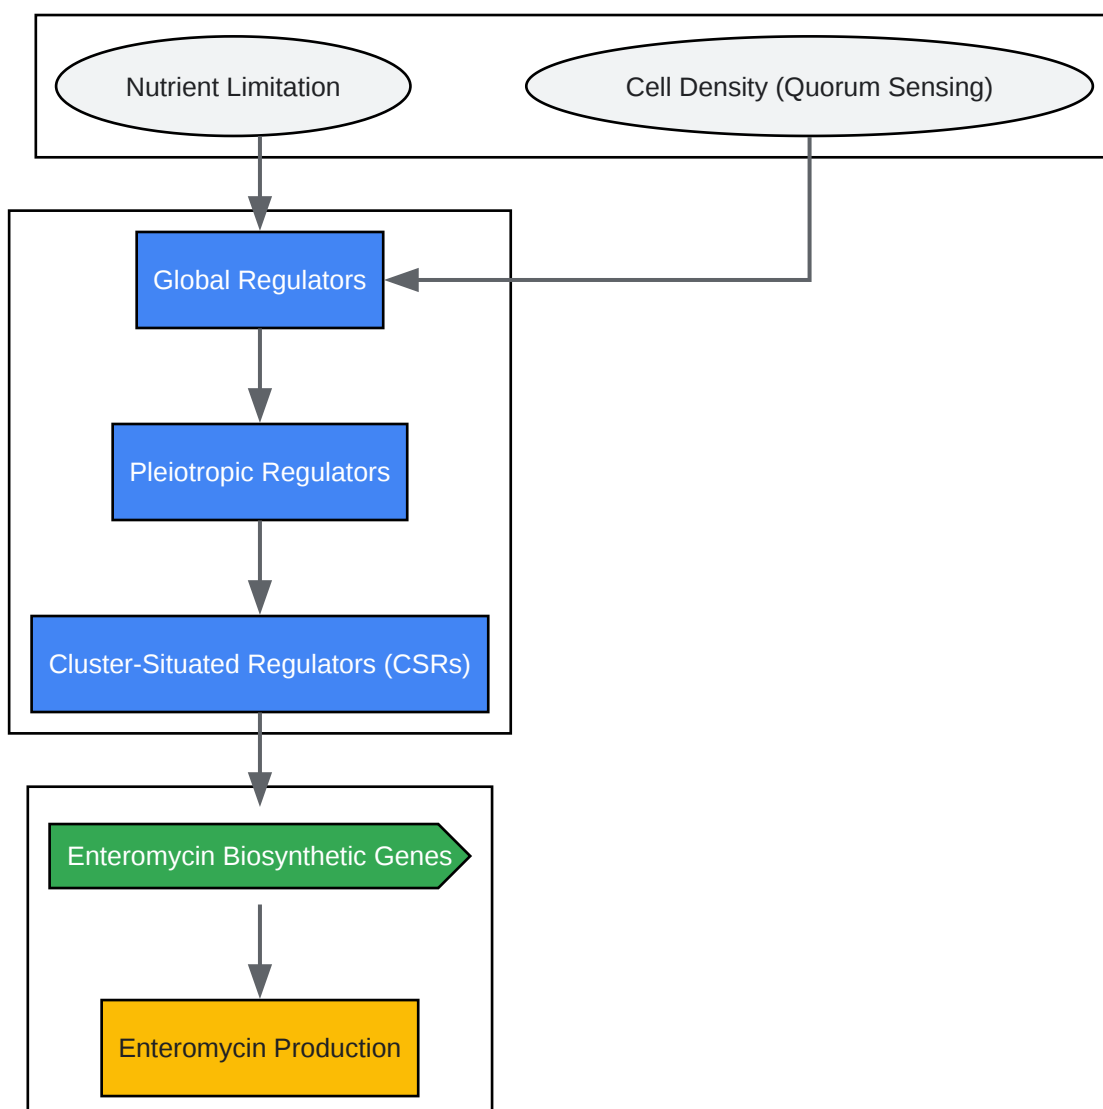 Nutrient Limitation
Cell Density (Quorum Sensing)
Global Regulators
Pleiotropic Regulators
Cluster-Situated Regulators (CSRs)
Enteromycin Biosynthetic Genes
Enteromycin Production